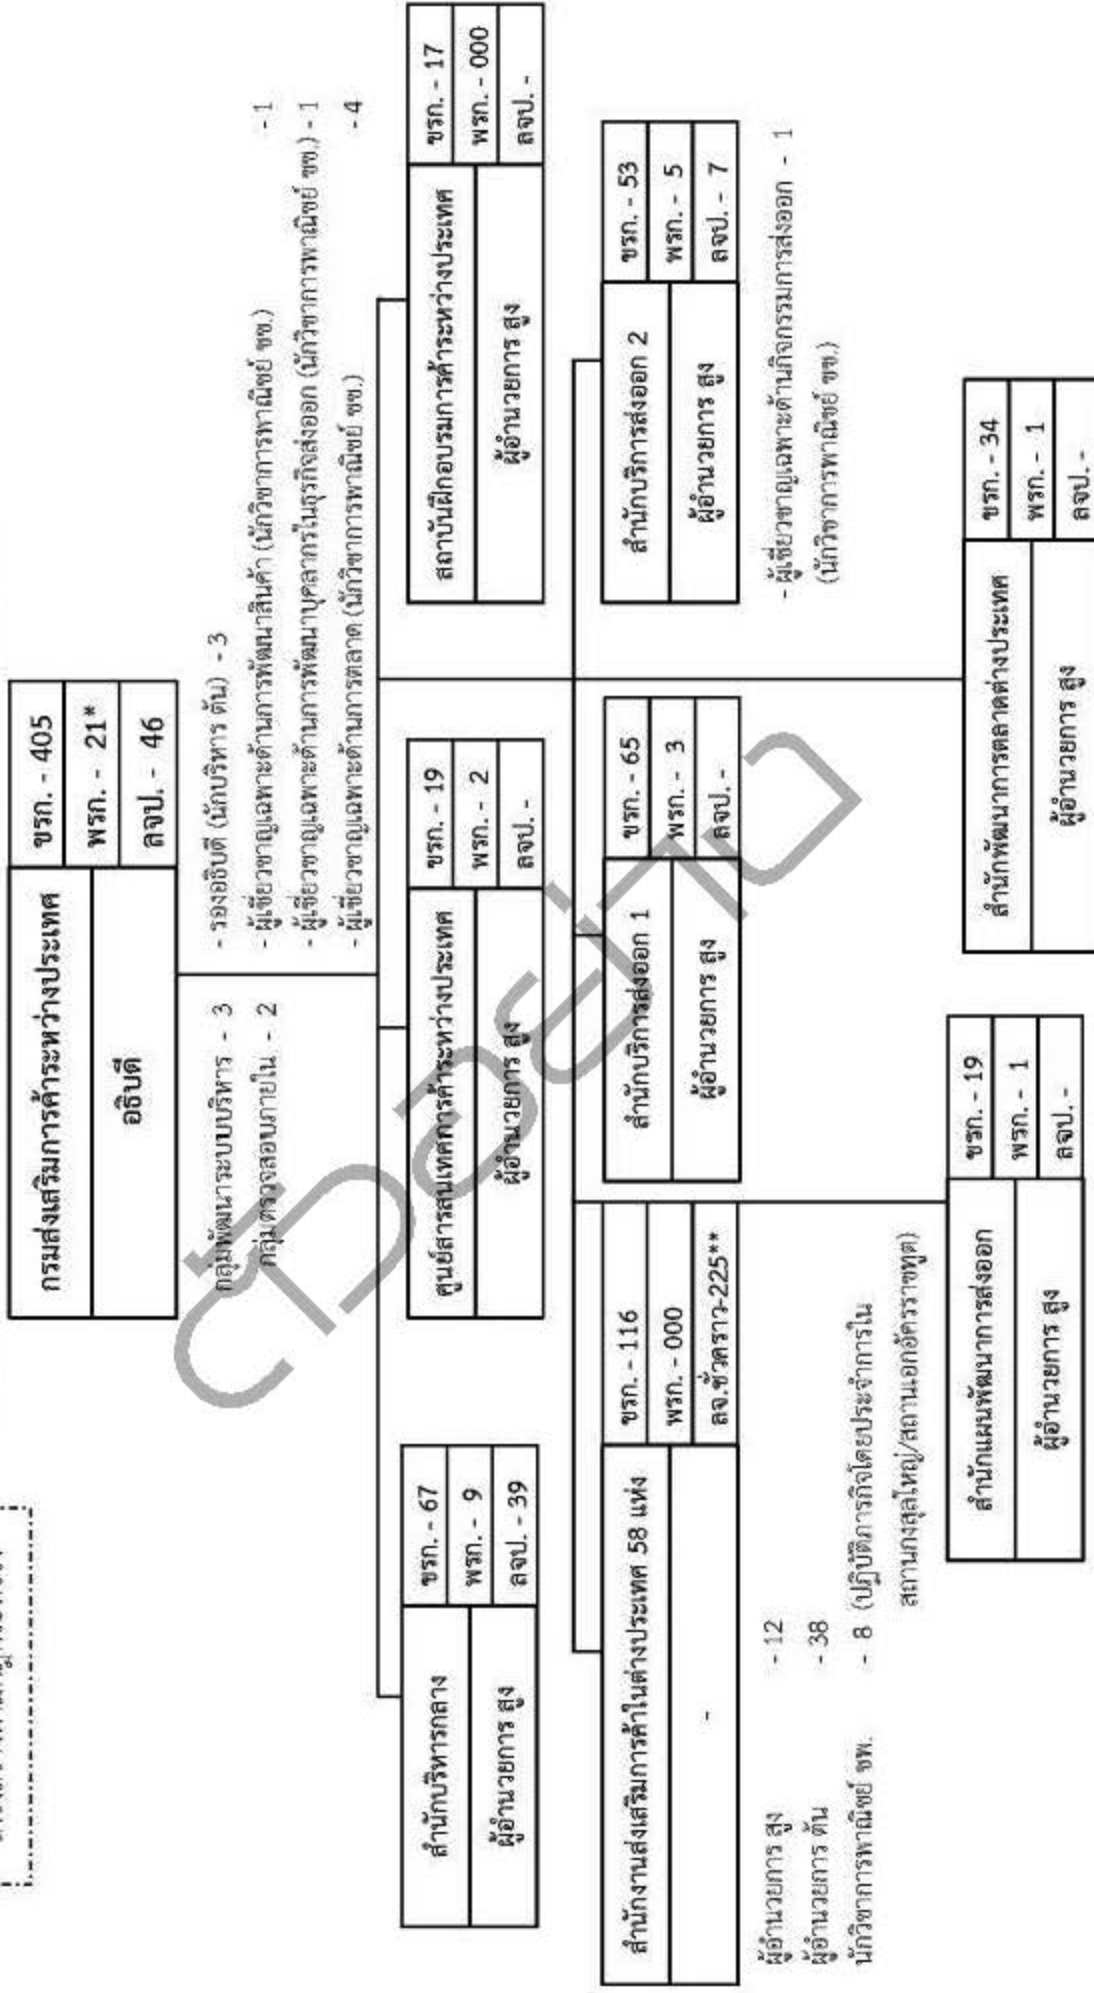 กรมส่งเสริมการค้าระหว่างประเทศ
อธิบดี
ขรก. - 405
พรก. - 21*
ลจป. - 46
กลุ่มพัฒนาระบบบริหาร - 3
กลุ่มตรวจสอบภายใน - 2
- รองอธิบดี (นักบริหาร ต้น) - 3
- ผู้เชี่ยวชาญเฉพาะด้านการพัฒนาสินค้า (นักวิชาการพาณิชย์ ชช.) - 1
- ผู้เชี่ยวชาญเฉพาะด้านการพัฒนาบุคลากรในธุรกิจส่งออก (นักวิชาการพาณิชย์ ชช.) - 1
- ผู้เชี่ยวชาญเฉพาะด้านการตลาด (นักวิชาการพาณิชย์ ชช.) - 4
สำนักบริหารกลาง
ผู้อำนวยการ สูง
ขรก. - 67
พรก. - 9
ลจป. - 39
ศูนย์สารสนเทศการค้าระหว่างประเทศ
ผู้อำนวยการ สูง
ขรก. - 19
พรก. - 2
ลจป. -
สถาบันฝึกอบรมการค้าระหว่างประเทศ
ผู้อำนวยการ สูง
ขรก. - 17
พรก. - 000
ลจป. -
สำนักงานส่งเสริมการค้าในต่างประเทศ 58 แห่ง
-
ขรก. - 116
พรก. - 000
ลจ.ชั่วคราว-225**
สำนักบริการส่งออก 1
ผู้อำนวยการ สูง
ขรก. - 65
พรก. - 3
ลจป. -
สำนักบริการส่งออก 2
ผู้อำนวยการ สูง
ขรก. - 53
พรก. - 5
ลจป. - 7
ผู้อำนวยการ สูง - 12
ผู้อำนวยการ ต้น - 38
นักวิชาการพาณิชย์ ชพ. - 8 (ปฏิบัติภารกิจโดยประจำการใน
สถานกงสุลใหญ่/สถานเอกอัครราชทูต)
- ผู้เชี่ยวชาญเฉพาะด้านกิจกรรมการส่งออก - 1
(นักวิชาการพาณิชย์ ชช.)
สำนักแผนพัฒนาการส่งออก
ผู้อำนวยการ สูง
ขรก. - 19
พรก. - 1
ลจป. -
สำนักพัฒนาการตลาดต่างประเทศ
ผู้อำนวยการ สูง
ขรก. - 34
พรก. - 1
ลจป. -
ตัวอย่าง